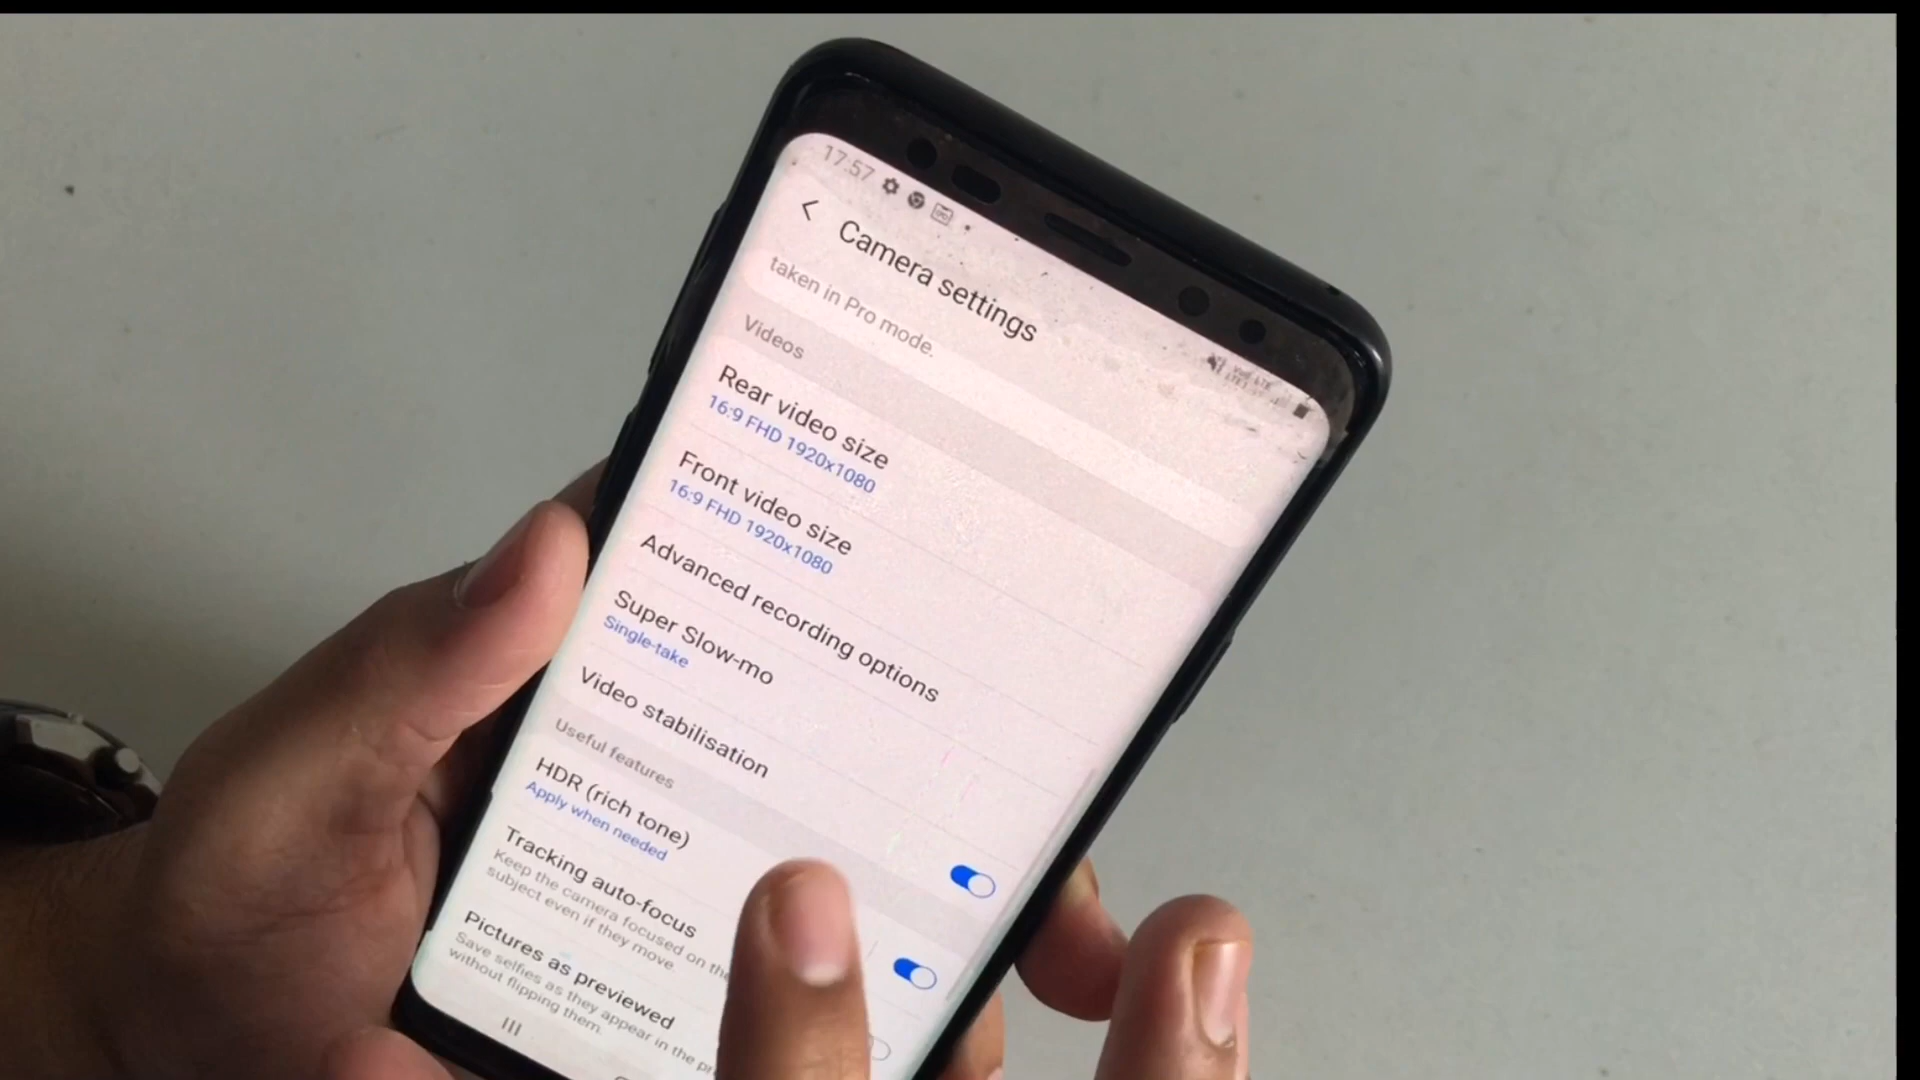 17:57
Camera settings
taken in Pro mode.
Videos
Rear video size
16:9 FHD 1920x1080
Front video size
16:9 FHD 1920x1080
Advanced recording options
Super Slow-mo
Single-take
Video stabilisation
Useful features
HDR (rich tone)
Apply when needed
Tracking auto-focus
Keep the camera focused on the
subject even if they move.
Pictures as previewed
Save selfies as they appear in the
without flipping them.